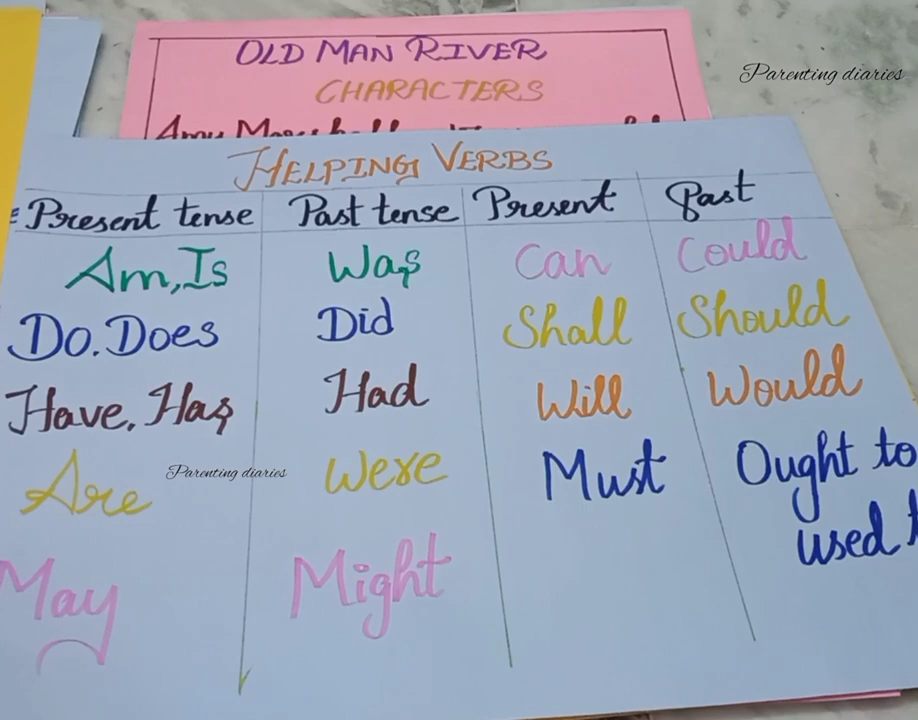 OLD MAN RIVER
CHARACTERS
Parenting diaries
HELPING VERBS
Present tense Past tense Present Past
Am, Is Was Can Could
Do. Does Did Shall Should
Have, Has Had Will Would
Are Were Must Ought to
Parenting diaries
used
May Might